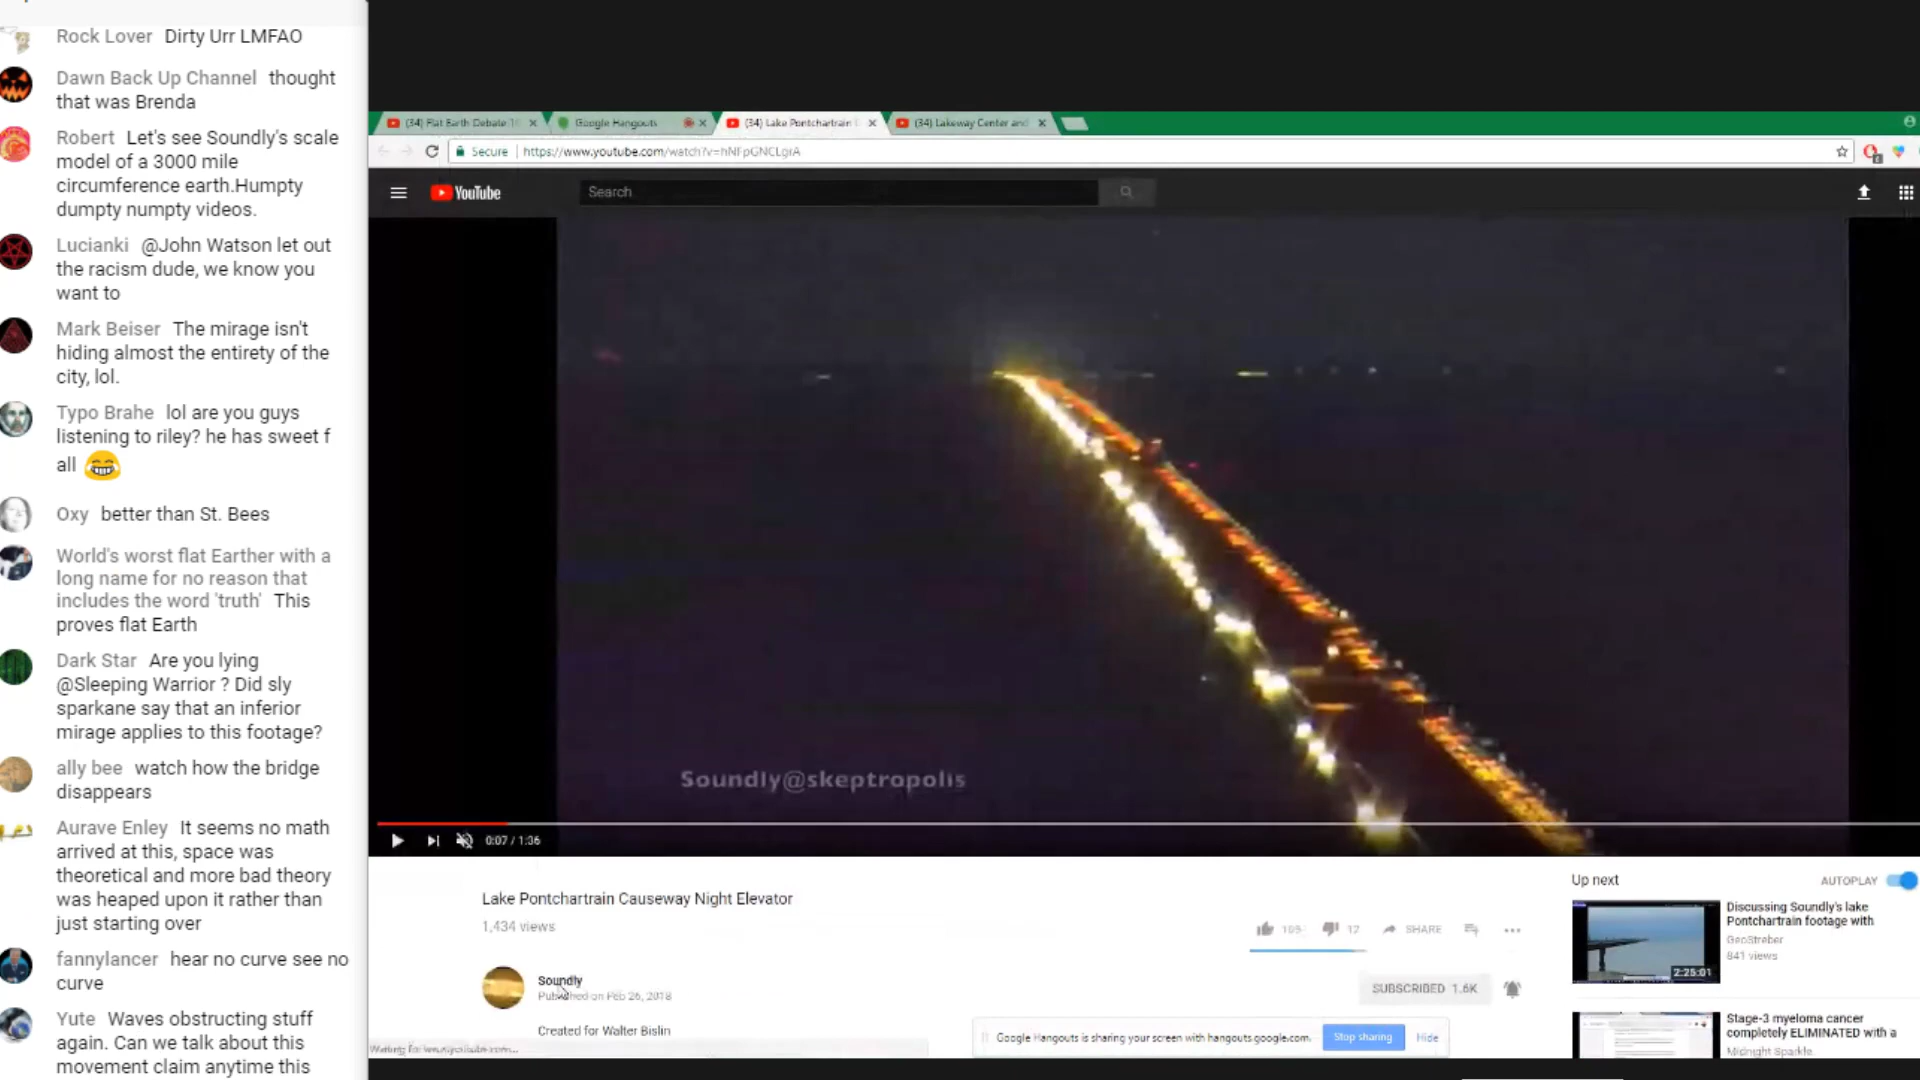 Rock Lover Dirty Urr LMFAO
Dawn Back Up Channel thought
that was Brenda
Robert Let's see Soundly's scale
model of a 3000 mile
circumference earth.Humpty
dumpty numpty videos.
Lucianki @John Watson let out
the racism dude, we know you
want to
Mark Beiser The mirage isn't
hiding almost the entirety of the
city, lol.
Typo Brahe lol are you guys
listening to riley? he has sweet f
all
Oxy better than St. Bees
World's worst flat Earther with a
long name for no reason that
includes the word 'truth' This
proves flat Earth
Dark Star Are you lying
@Sleeping Warrior ? Did sly
sparkane say that an inferior
mirage applies to this footage?
ally bee watch how the bridge
disappears
Aurave Enley It seems no math
arrived at this, space was
theoretical and more bad theory
was heaped upon it rather than
just starting over
fannylancer hear no curve see no
curve
Yute Waves obstructing stuff
again. Can we talk about this
movement claim anytime this
(34) Flat Earth Debate
Google Hangouts
(34) Lake Pontchartrain
(34) Lakeway Center and
Secure
https://www.youtube.com/watch?v=hNFpGNCLgrA
YouTube
Search
Soundly@skeptropolis
0:07 / 1:36
Lake Pontchartrain Causeway Night Elevator
1,434 views
12
SHARE
Soundly
Published on Feb 26, 2018
SUBSCRIBED 1.6K
Created for Walter Bislin
Google Hangouts is sharing your screen with hangouts.google.com.
Stop sharing
Hide
Up next
AUTOPLAY
Discussing Soundly's lake
Pontchartrain footage with
GeoStreber
841 views
2:25:01
Stage-3 myeloma cancer
completely ELIMINATED with a
Midnight Sparkle